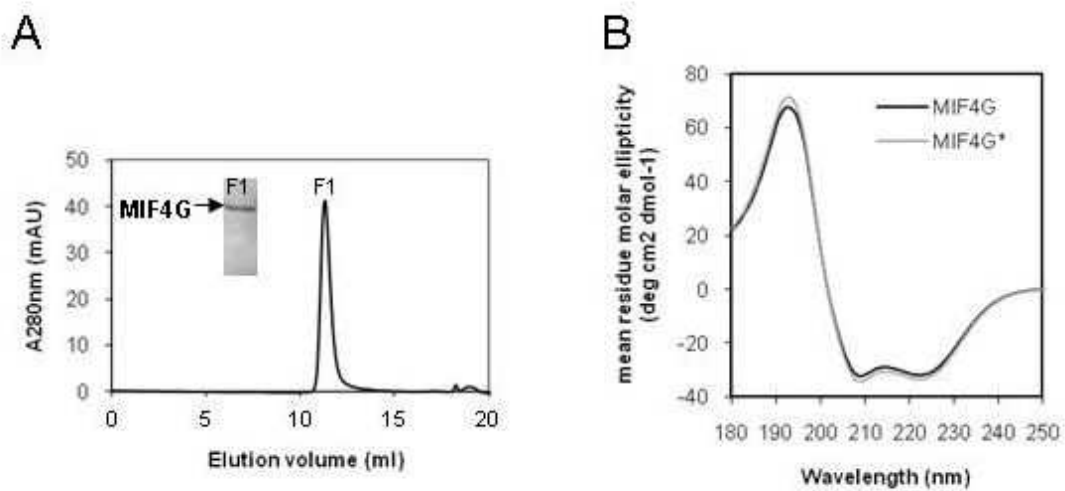 A
A280nm (mAU)
50
40
30
20
10
0
MIF4G
F1
F1
0
5
10
15
20
Elution volume (ml)
B
mean residue molar ellipticity
(deg cm2 dmol-1)
80
60
40
20
0
-20
-40
MIF4G
MIF4G*
180 190 200 210 220 230 240 250
Wavelength (nm)